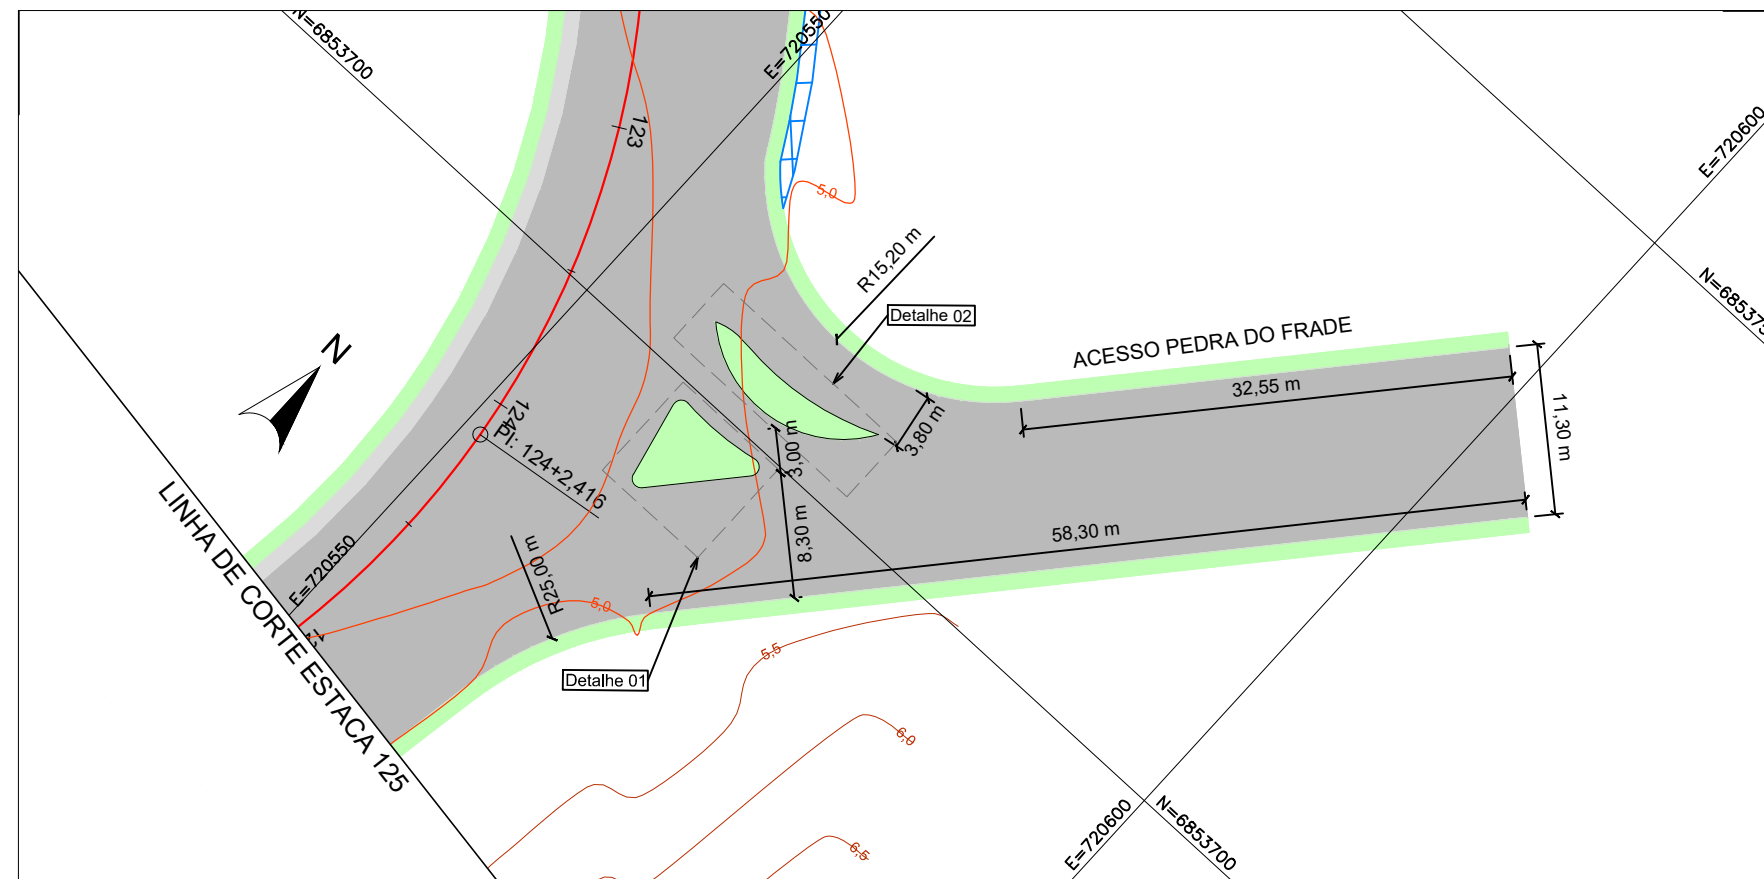 N=6853700
E=720550
123
E=720600
5,0
R15,20 m
N=68537
Detalhe 02
N
ACESSO PEDRA DO FRADE
32,55 m
11,30 m
124
PI: 124+2,416
3,80 m
3,00 m
8,30 m
58,30 m
LINHA DE CORTE ESTACA 125
E=720550
R25,00 m
5,0
5,5
Detalhe 01
6,0
6,5
E=720600
N=6853700